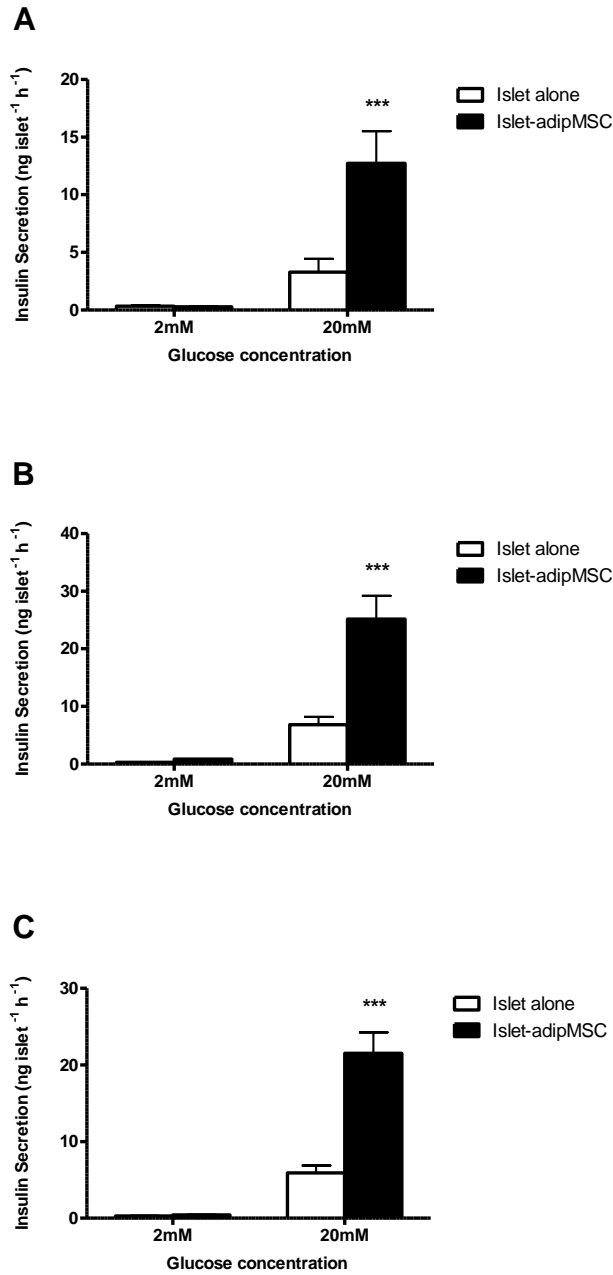 A
Insulin Secretion (ng islet⁻¹ h⁻¹)
20
15
10
5
0
***
Islet alone
Islet-adipMSC
2mM
20mM
Glucose concentration
B
Insulin Secretion (ng islet⁻¹ h⁻¹)
40
30
20
10
0
***
Islet alone
Islet-adipMSC
2mM
20mM
Glucose concentration
C
Insulin Secretion (ng islet⁻¹ h⁻¹)
30
20
10
0
***
Islet alone
Islet-adipMSC
2mM
20mM
Glucose concentration